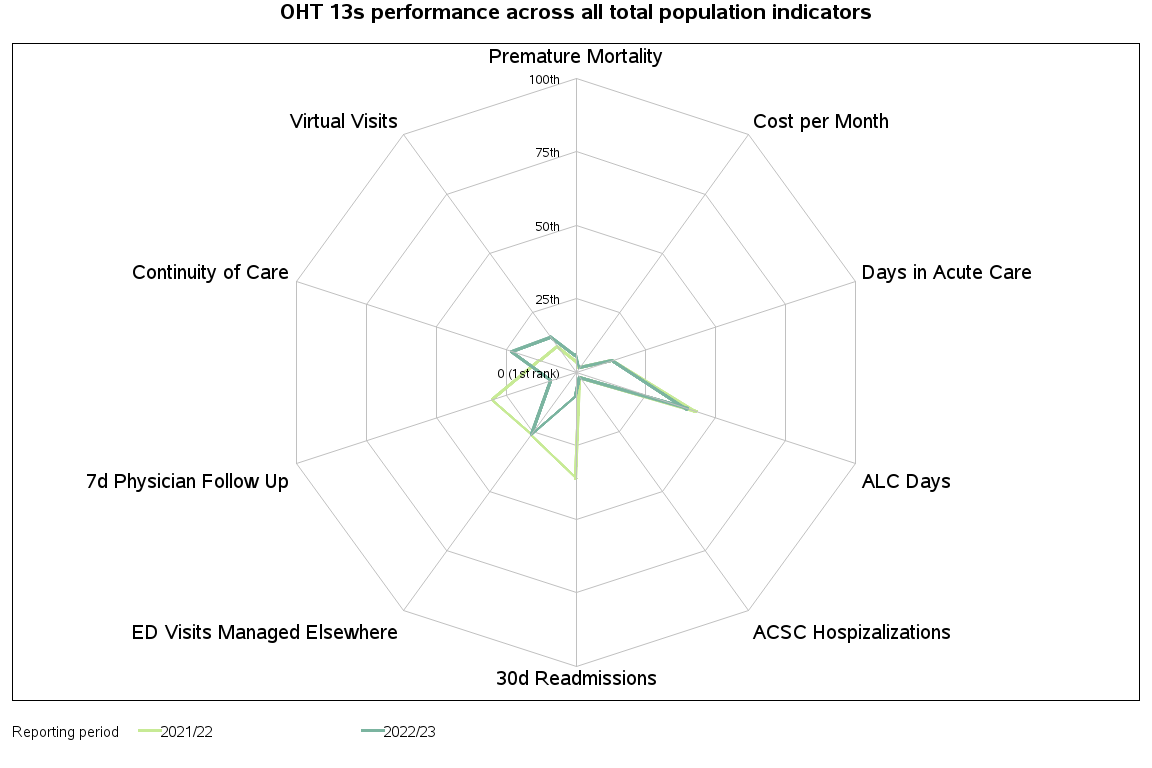 OHT 13s performance across all total population indicators
Premature Mortality
100th
Virtual Visits
Cost per Month
75th
50th
Continuity of Care
Days in Acute Care
25th
0 (1st rank)
7d Physician Follow Up
ALC Days
ED Visits Managed Elsewhere
ACSC Hospizalizations
30d Readmissions
Reporting period 2021/22 2022/23